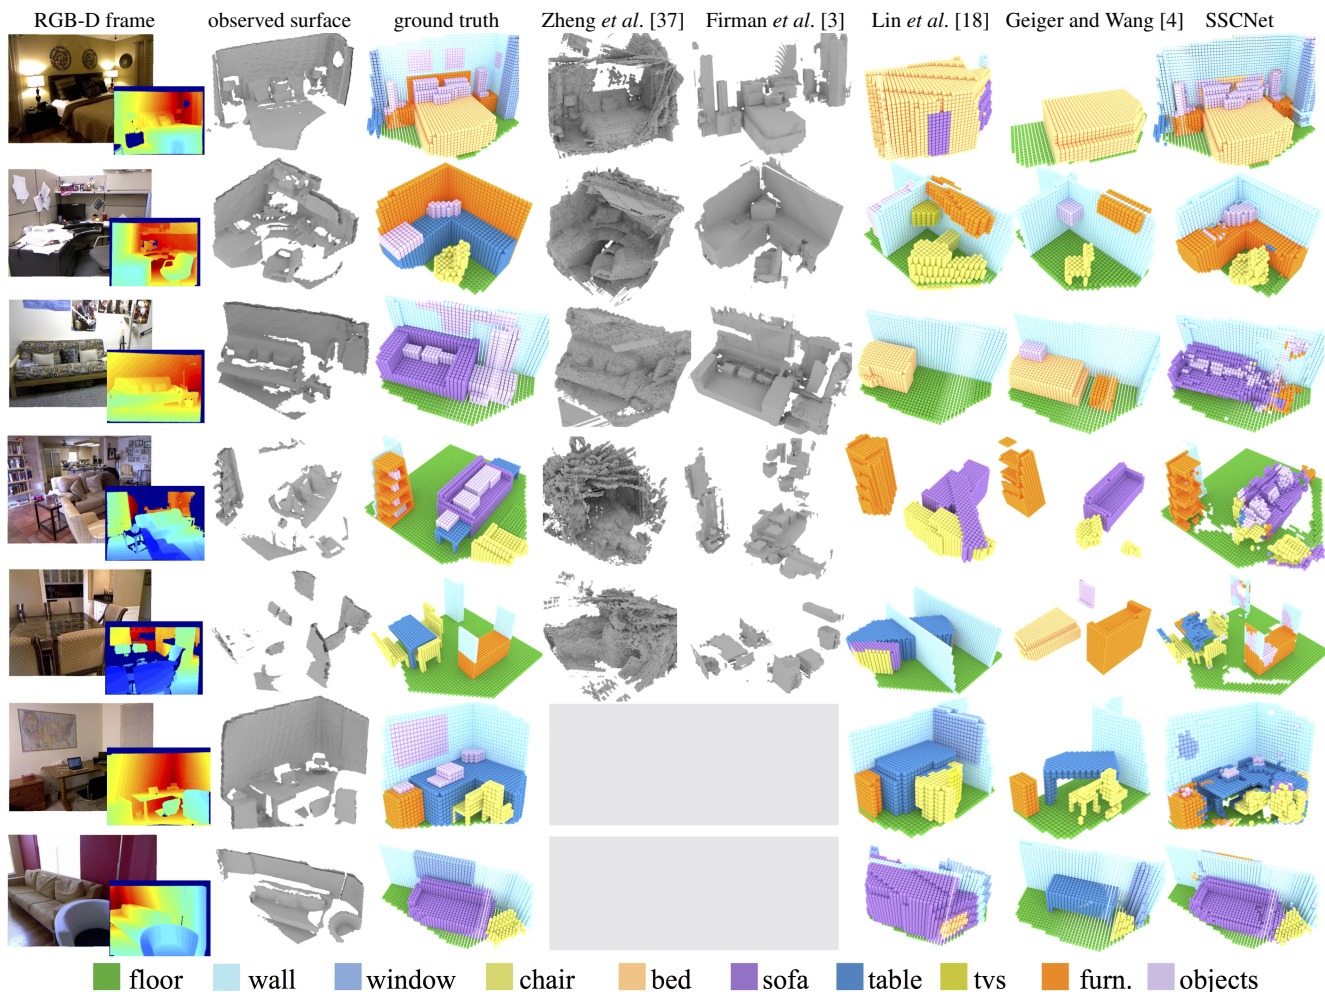 RGB-D frame observed surface ground truth Zheng et al. [37] Firman et al. [3] Lin et al. [18] Geiger and Wang [4] SSCNet
floor wall window chair bed sofa table tvs furn. objects